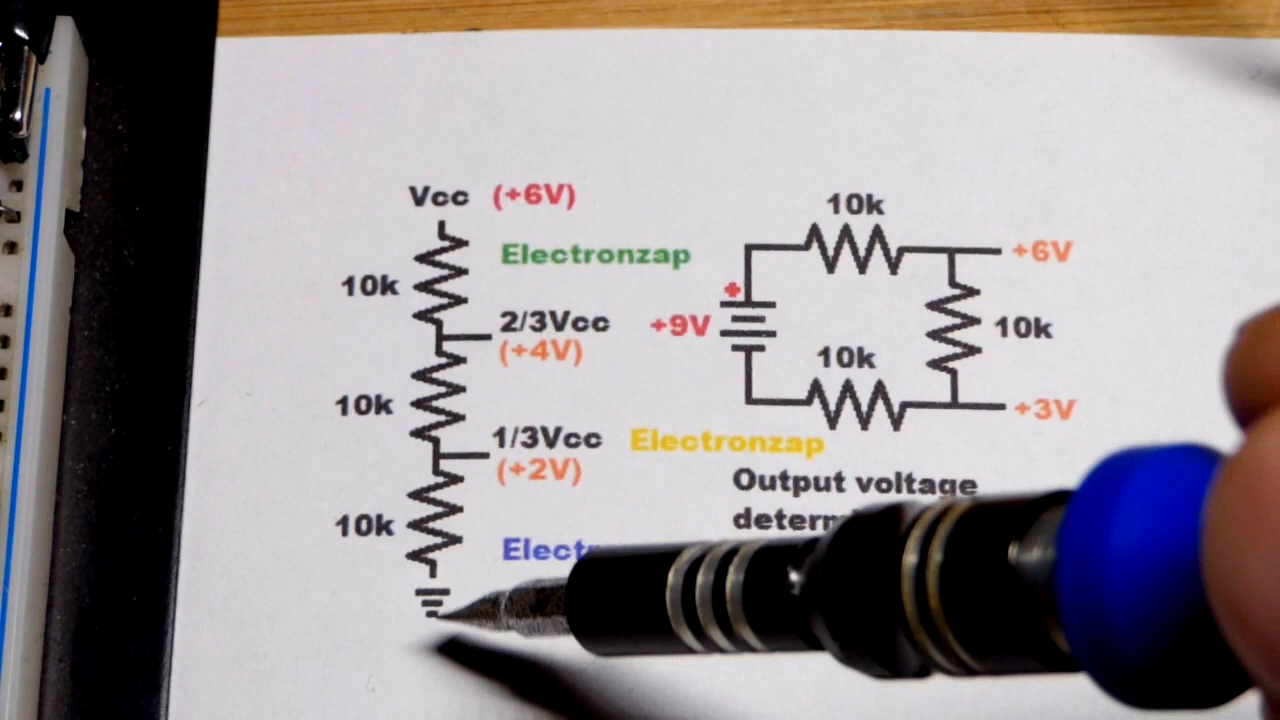 Vcc (+6V)
Electronzap
10k
2/3Vcc
(+4V)
10k
1/3Vcc
(+2V)
10k
10k
+6V
+
+9V
10k
10k
+3V
Electronzap
Output voltage